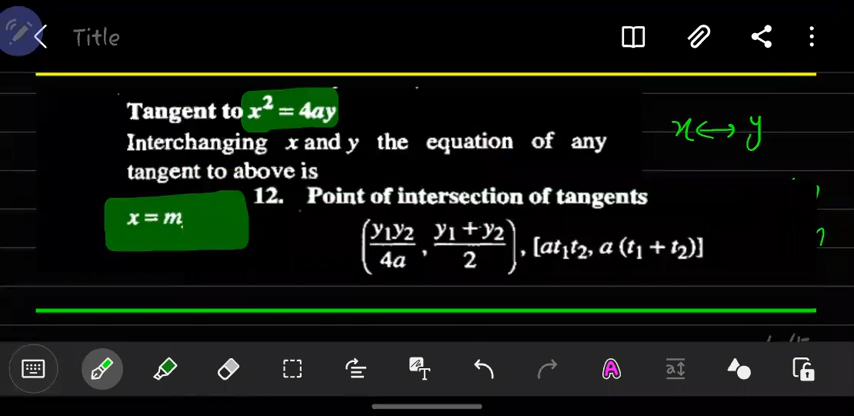 Title
Tangent to x² = 4ay
Interchanging x and y the equation of any
tangent to above is
x ↔ y
12. Point of intersection of tangents
x = m
(y₁y₂/4a , y₁ + y₂/2), [at₁t₂, a (t₁ + t₂)]
A